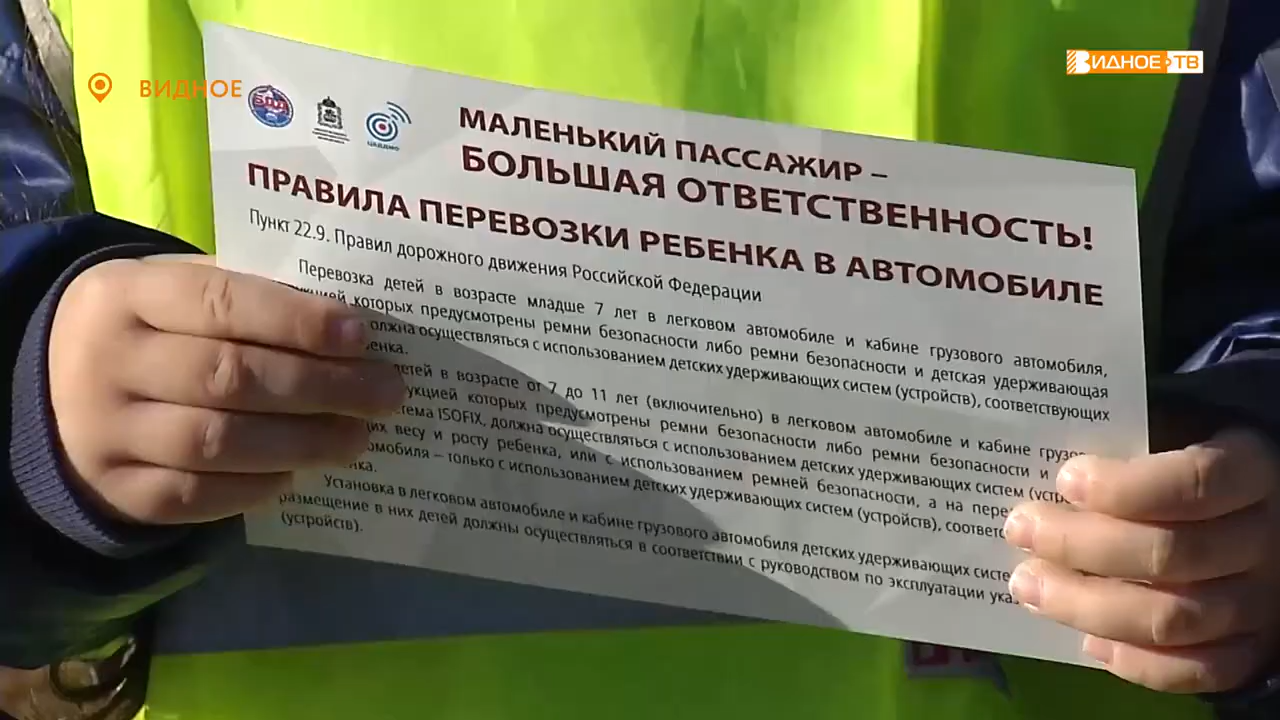 ВИДНОЕ
ВИДНОЕ ТВ
БДД
МАЛЕНЬКИЙ ПАССАЖИР –
БОЛЬШАЯ ОТВЕТСТВЕННОСТЬ!
ПРАВИЛА ПЕРЕВОЗКИ РЕБЕНКА В АВТОМОБИЛЕ
Пункт 22.9. Правил дорожного движения Российской Федерации
Перевозка детей в возрасте младше 7 лет в легковом автомобиле и кабине грузового автомобиля,
которых предусмотрены ремни безопасности либо ремни безопасности и детская удерживающая
должна осуществляться с использованием детских удерживающих систем (устройств), соответствующих
детей в возрасте от 7 до 11 лет (включительно) в легковом автомобиле и кабине
которых предусмотрены ремни безопасности либо ремни безопасности и
ISOFIX, должна осуществляться с использованием детских удерживающих систем
весу и росту ребенка, или с использованием ремней безопасности, а на
– только с использованием детских удерживающих систем (устройств),
Установка в легковом автомобиле и кабине грузового автомобиля детских удерживающих
размещение в них детей должны осуществляться в соответствии с руководством по эксплуатации
(устройств).